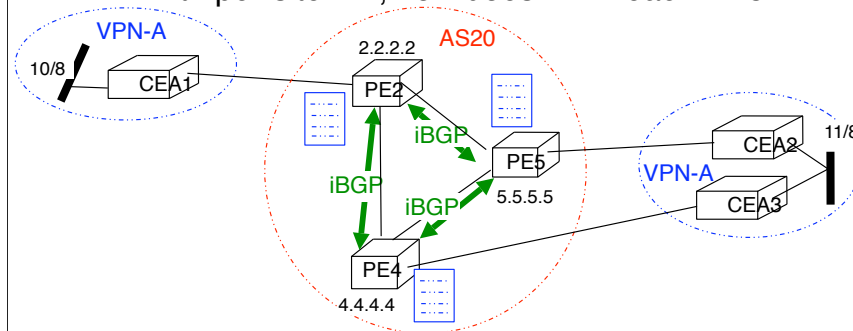 VPN-A
AS20
2.2.2.2
10/8
CEA1
PE2
iBGP
11/8
CEA2
PE5
VPN-A
iBGP
5.5.5.5
iBGP
CEA3
PE4
4.4.4.4